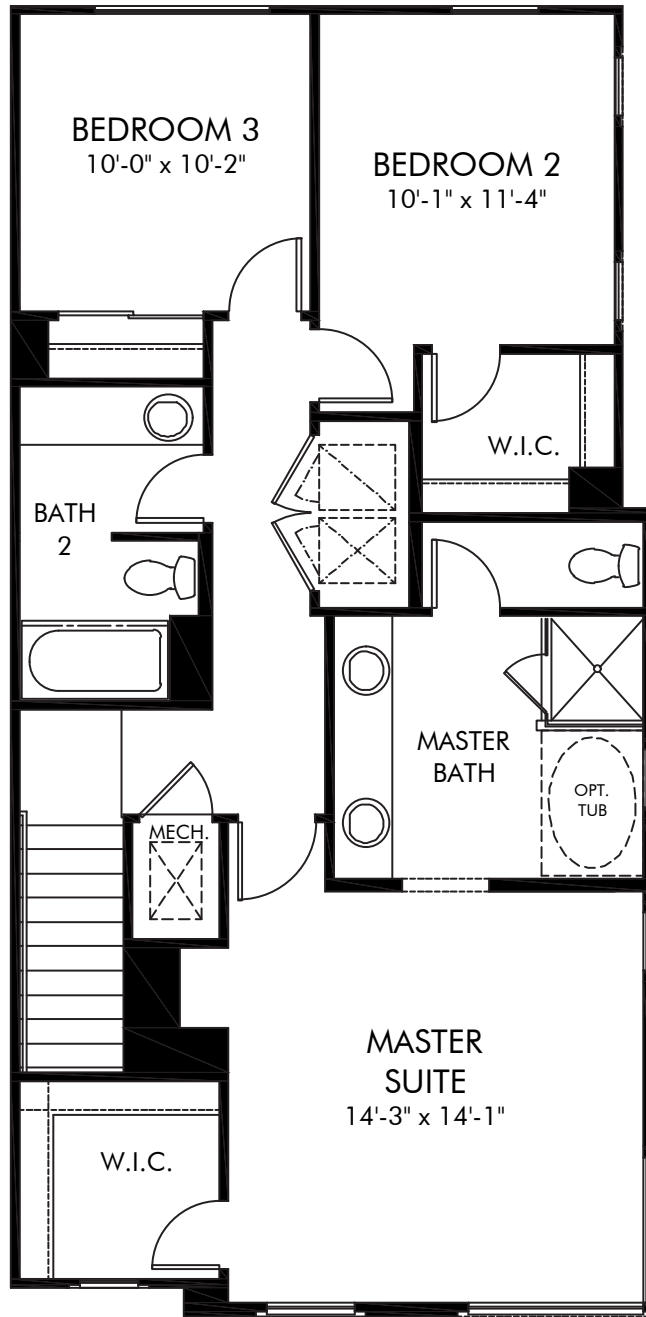 BEDROOM 3
10'-0" x 10'-2"
BEDROOM 2
10'-1" x 11'-4"
W.I.C.
BATH
2
MASTER
BATH
OPT.
TUB
MECH.
MASTER
SUITE
14'-3" x 14'-1"
W.I.C.